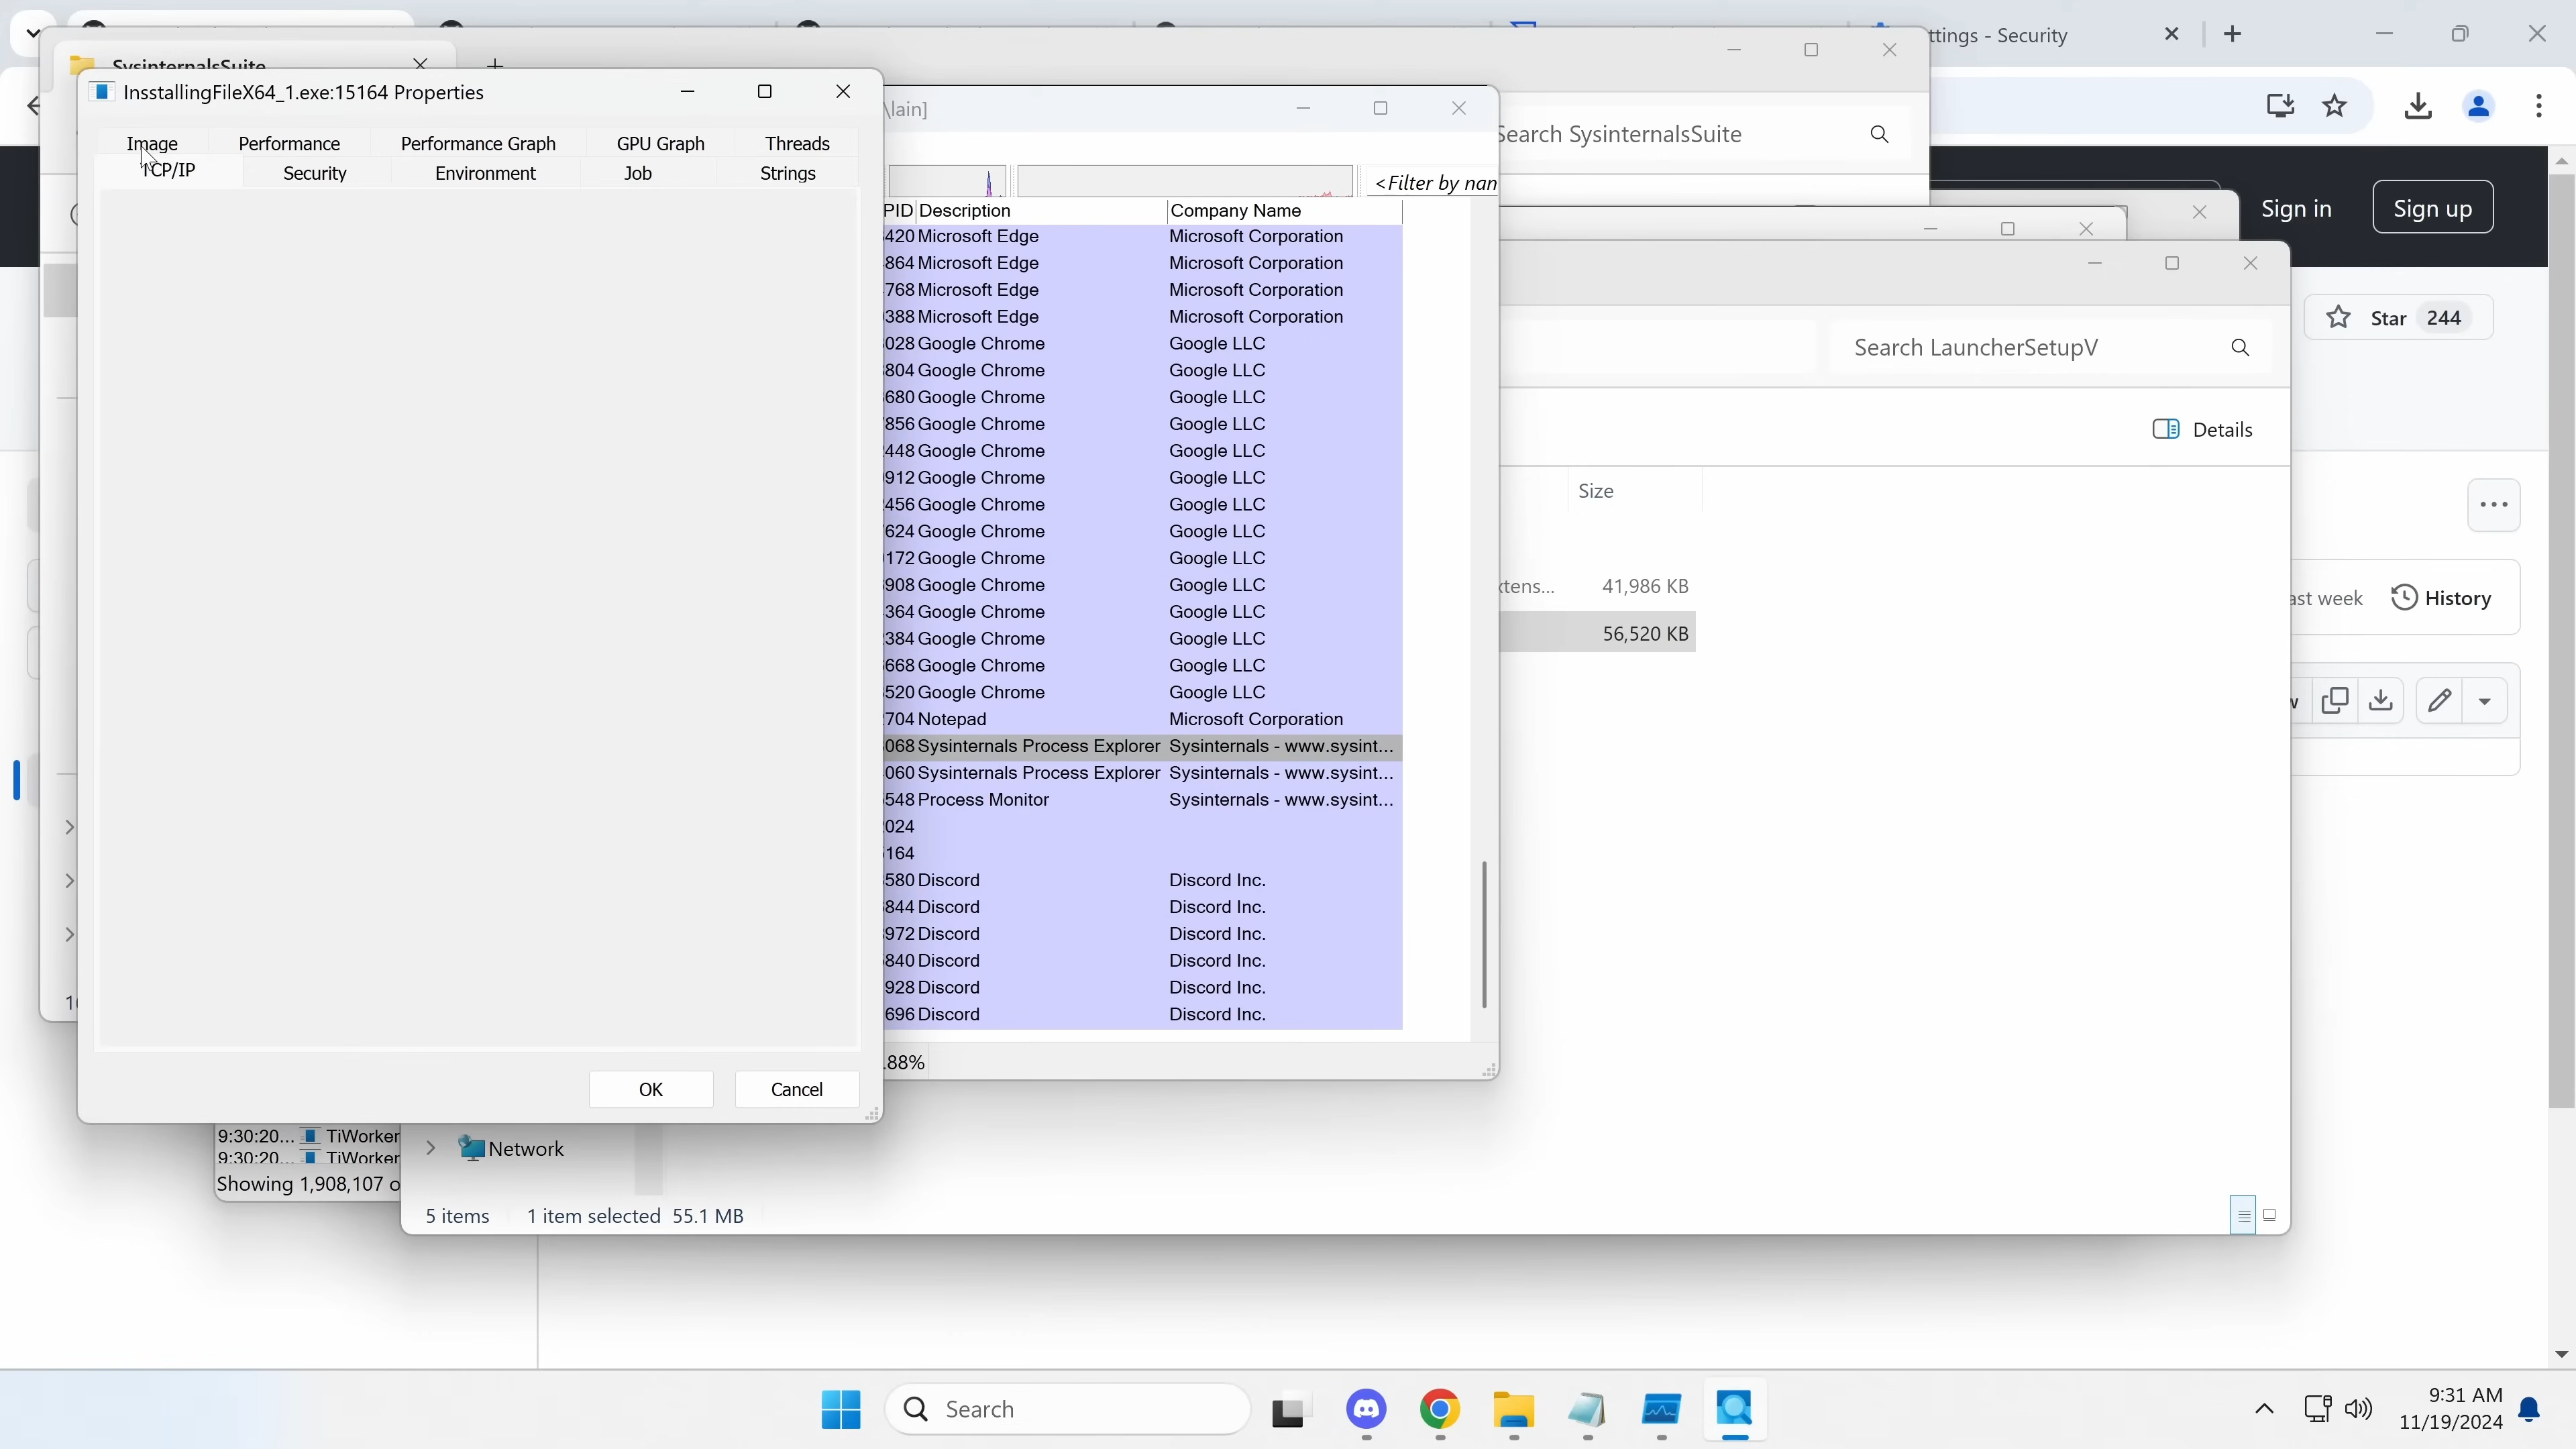 ttings - Security
SysinternalsSuite
InsstallingFileX64_1.exe:15164 Properties
\lain]
Search SysinternalsSuite
Image
Performance
Performance Graph
GPU Graph
Threads
TCP/IP
Security
Environment
Job
Strings
<Filter by nan
Sign in
Sign up
PID Description Company Name
420 Microsoft Edge Microsoft Corporation
864 Microsoft Edge Microsoft Corporation
768 Microsoft Edge Microsoft Corporation
388 Microsoft Edge Microsoft Corporation
028 Google Chrome Google LLC
804 Google Chrome Google LLC
680 Google Chrome Google LLC
856 Google Chrome Google LLC
448 Google Chrome Google LLC
912 Google Chrome Google LLC
456 Google Chrome Google LLC
624 Google Chrome Google LLC
172 Google Chrome Google LLC
908 Google Chrome Google LLC
364 Google Chrome Google LLC
384 Google Chrome Google LLC
668 Google Chrome Google LLC
520 Google Chrome Google LLC
704 Notepad Microsoft Corporation
068 Sysinternals Process Explorer Sysinternals - www.sysint...
060 Sysinternals Process Explorer Sysinternals - www.sysint...
548 Process Monitor Sysinternals - www.sysint...
024
164
580 Discord Discord Inc.
844 Discord Discord Inc.
972 Discord Discord Inc.
840 Discord Discord Inc.
928 Discord Discord Inc.
696 Discord Discord Inc.
.88%
Star 244
Search LauncherSetupV
Details
Size
xtens... 41,986 KB
56,520 KB
ast week
History
OK
Cancel
9:30:20... TiWorker
9:30:20... TiWorker
Showing 1,908,107 o
Network
5 items 1 item selected 55.1 MB
Search
9:31 AM
11/19/2024